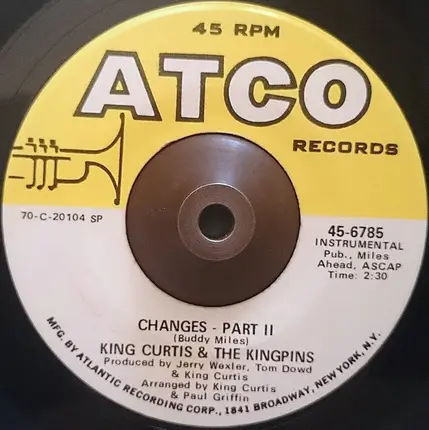 45 RPM
ATCO
RECORDS
70-C-20104 SP
45-6785
INSTRUMENTAL
Pub., Miles
Ahead, ASCAP
Time: 2:30
CHANGES - PART II
(Buddy Miles)
KING CURTIS & THE KINGPINS
Produced by Jerry Wexler, Tom Dowd
& King Curtis
Arranged by King Curtis
& Paul Griffin
MFG. BY ATLANTIC RECORDING CORP., 1841 BROADWAY, NEW YORK, N.Y.